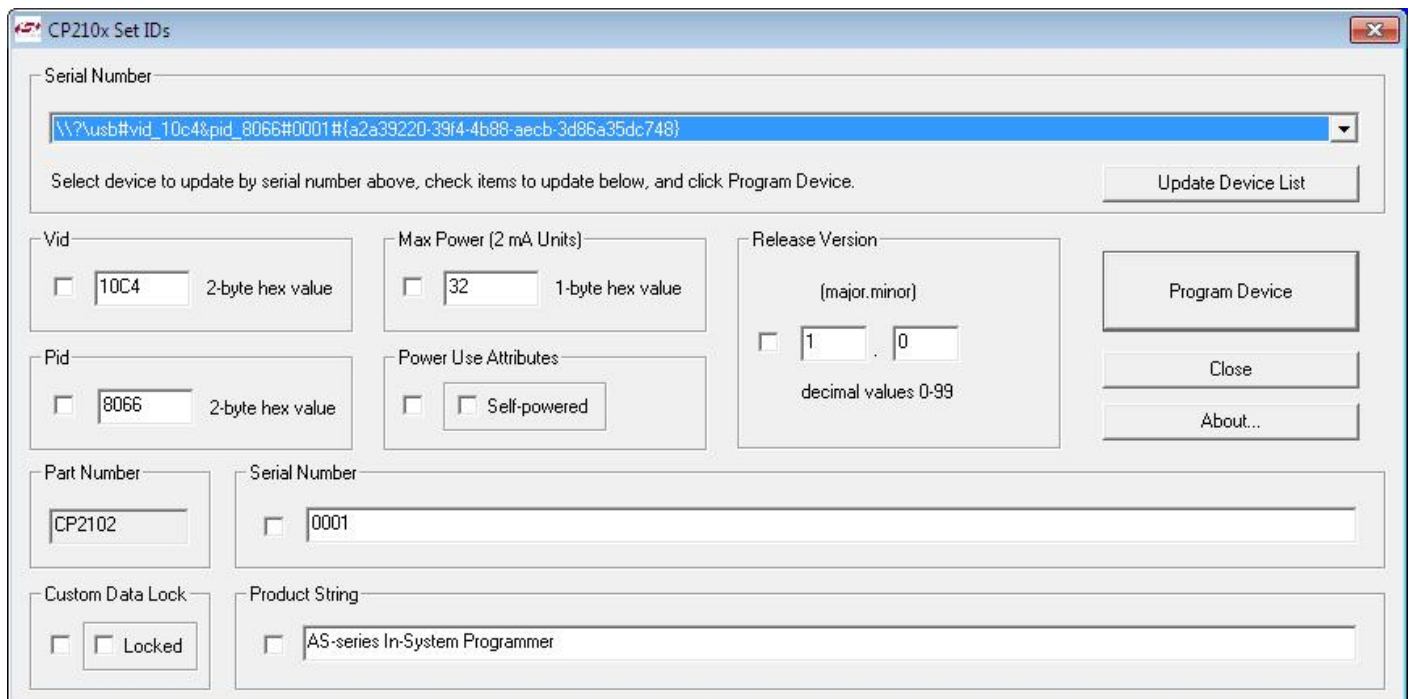 CP210x Set IDs
Serial Number
\\?\usb#vid_10c4&pid_8066#0001#{a2a39220-39f4-4b88-aecb-3d86a35dc748}
Select device to update by serial number above, check items to update below, and click Program Device.
Update Device List
Vid
10C4 2-byte hex value
Max Power (2 mA Units)
32 1-byte hex value
Release Version
(major.minor)
1 . 0
decimal values 0-99
Program Device
Pid
8066 2-byte hex value
Power Use Attributes
Self-powered
Close
About...
Part Number
CP2102
Serial Number
0001
Custom Data Lock
Locked
Product String
AS-series In-System Programmer